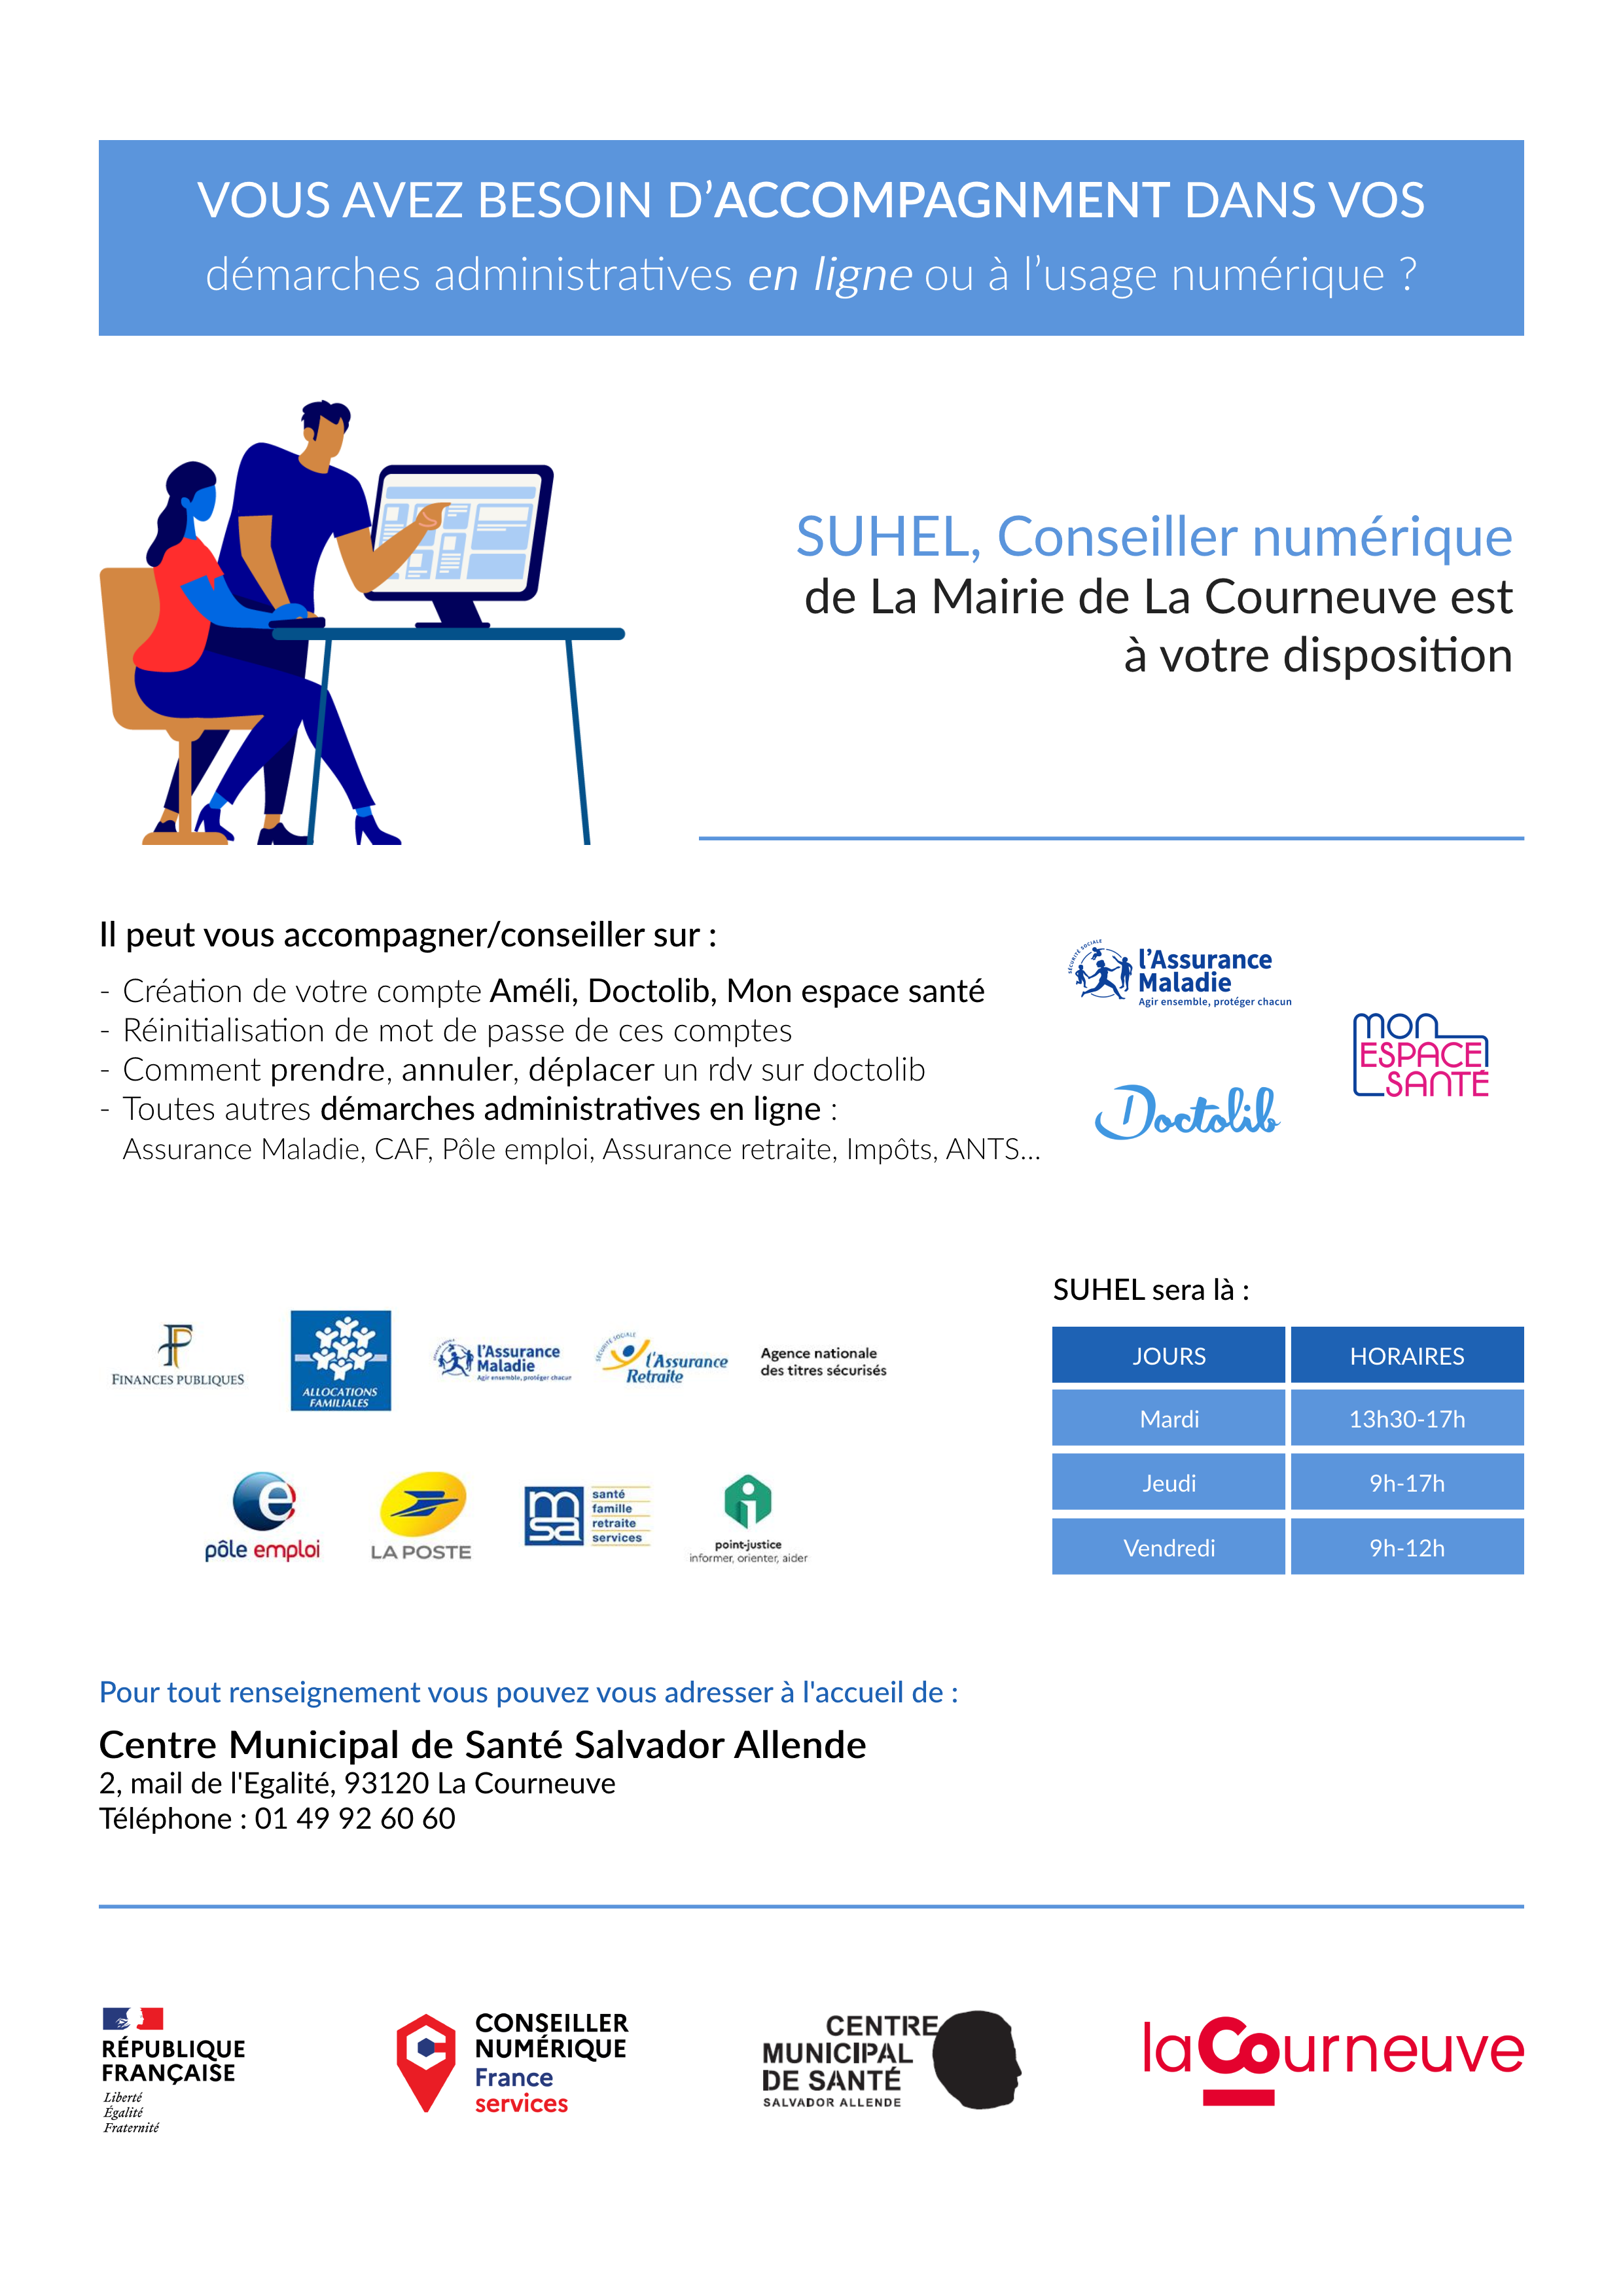 VOUS AVEZ BESOIN D’ACCOMPAGNMENT DANS VOS
démarches administratives en ligne ou à l’usage numérique ?
SUHEL, Conseiller numérique
de La Mairie de La Courneuve est
à votre disposition
Il peut vous accompagner/conseiller sur :
- Création de votre compte Améli, Doctolib, Mon espace santé
- Réinitialisation de mot de passe de ces comptes
- Comment prendre, annuler, déplacer un rdv sur doctolib
- Toutes autres démarches administratives en ligne :
Assurance Maladie, CAF, Pôle emploi, Assurance retraite, Impôts, ANTS...
SÉCURITÉ SOCIALE
l'Assurance
Maladie
Agir ensemble, protéger chacun
mon
ESPACE
SANTÉ
Doctolib
FINANCES PUBLIQUES
ALLOCATIONS
FAMILIALES
l'Assurance
Maladie
Agir ensemble, protéger chacun
SÉCURITÉ SOCIALE
l'Assurance
Retraite
Agence nationale
des titres sécurisés
pôle emploi
LA POSTE
msa
santé
famille
retraite
services
point-justice
informer, orienter, aider
SUHEL sera là :
JOURS HORAIRES
Mardi 13h30-17h
Jeudi 9h-17h
Vendredi 9h-12h
Pour tout renseignement vous pouvez vous adresser à l'accueil de :
Centre Municipal de Santé Salvador Allende
2, mail de l'Egalité, 93120 La Courneuve
Téléphone : 01 49 92 60 60
RÉPUBLIQUE
FRANÇAISE
Liberté
Égalité
Fraternité
CONSEILLER
NUMÉRIQUE
France
services
CENTRE
MUNICIPAL
DE SANTÉ
SALVADOR ALLENDE
laCourneuve